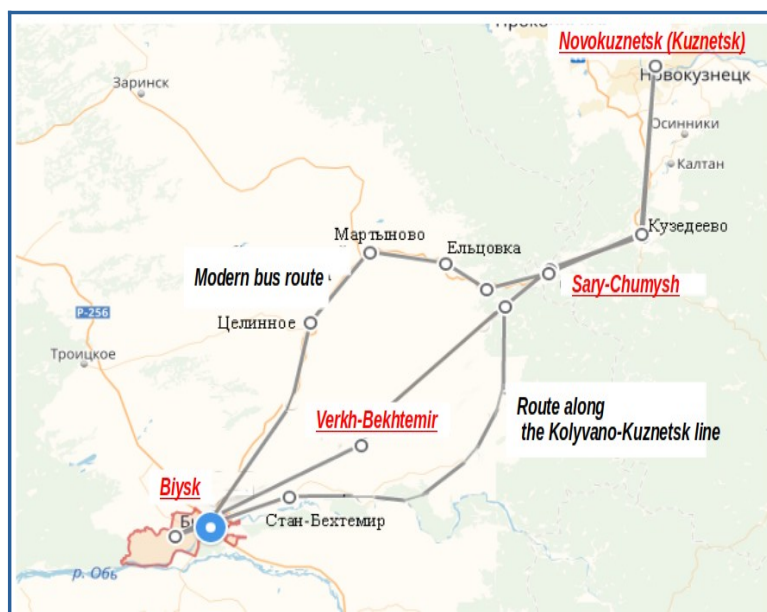 Novokuznetsk (Kuznetsk)
Новокузнецк
Заринск
Осинники
Калтан
Кузедеево
Мартыново
Ельцовка
Modern bus route
Sary-Chumysh
Р-256
Целинное
Троицкое
Verkh-Bekhtemir
Route along
the Kolyvano-Kuznetsk line
Biysk
Стан-Бехтемир
р. Обь